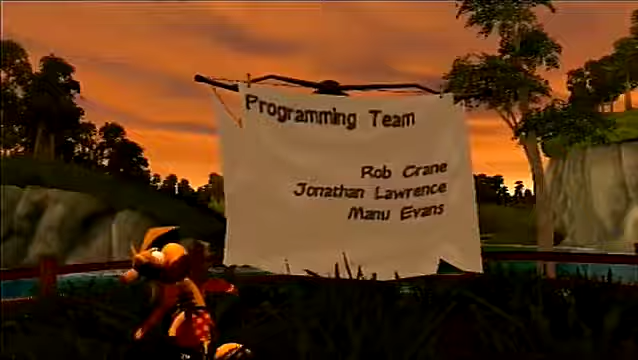 Programming Team
Rob Crane
Jonathan Lawrence
Manu Evans